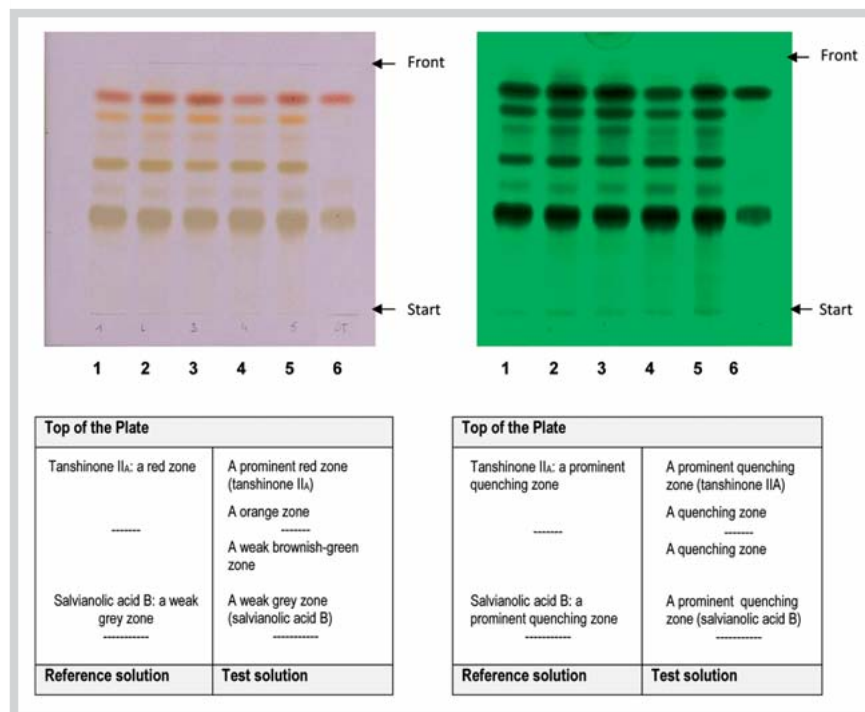 Front
Start
1 2 3 4 5 6
Front
Start
1 2 3 4 5 6
Top of the Plate
Tanshinone IIA: a red zone
-------
Salvianolic acid B: a weak
grey zone
-----------
A prominent red zone
(tanshinone IIA)
A orange zone
-------
A weak brownish-green
zone
A weak grey zone
(salvianolic acid B)
-----------
Reference solution
Test solution
Top of the Plate
Tanshinone IIA: a prominent
quenching zone
-------
Salvianolic acid B: a
prominent quenching zone
-----------
A prominent quenching
zone (tanshinone IIA)
A quenching zone
-------
A quenching zone
A prominent quenching
zone (salvianolic acid B)
-----------
Reference solution
Test solution